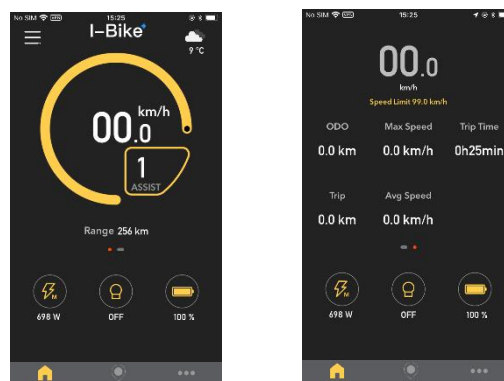 No SIM VPN 15:25
I-Bike
9 °C
00.0 km/h
1
ASSIST
Range 256 km
M
698 W OFF 100 %
No SIM VPN 15:25
00.0
km/h
Speed Limit 99.0 km/h
ODO Max Speed Trip Time
0.0 km 0.0 km/h 0h25min
Trip Avg Speed
0.0 km 0.0 km/h
M
698 W OFF 100 %